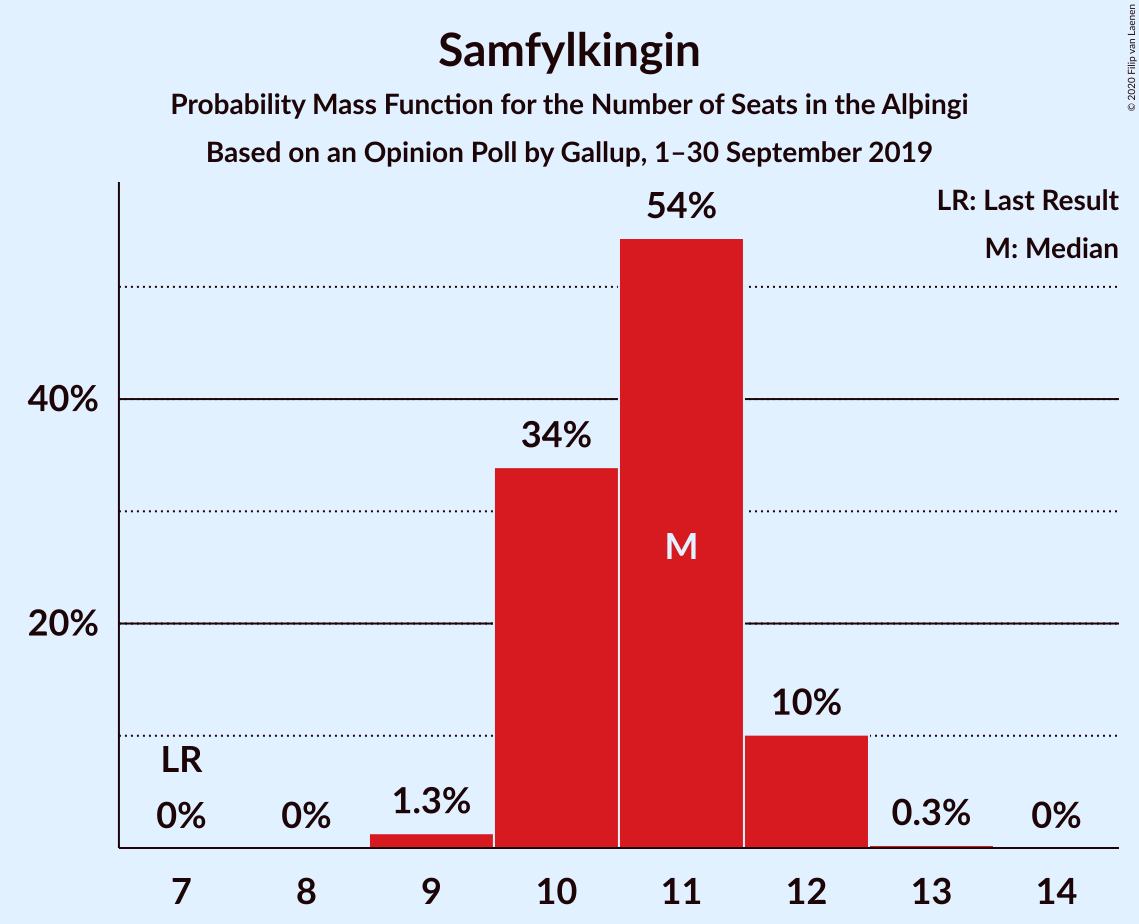 Samfylkingin
Probability Mass Function for the Number of Seats in the Alþingi
Based on an Opinion Poll by Gallup, 1–30 September 2019
© 2020 Filip van Laenen
LR: Last Result
M: Median
54%
40%
34%
M
20%
10%
LR
0%
0%
1.3%
0.3%
0%
7 8 9 10 11 12 13 14